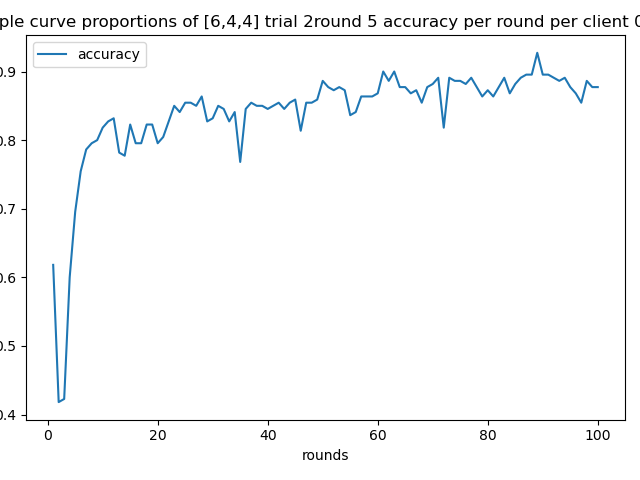 ple curve proportions of [6,4,4] trial 2round 5 accuracy per round per client 0
accuracy
0.9
0.8
0.7
0.6
0.5
0.4
0 20 40 60 80 100
rounds